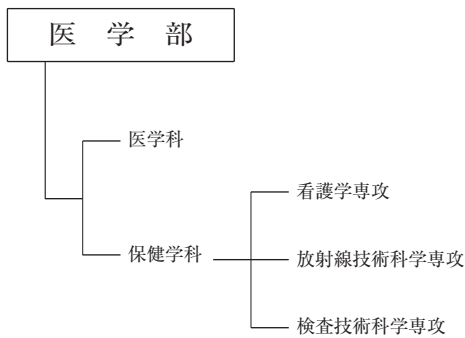 医学部
医学科
保健学科
看護学専攻
放射線技術科学専攻
検査技術科学専攻